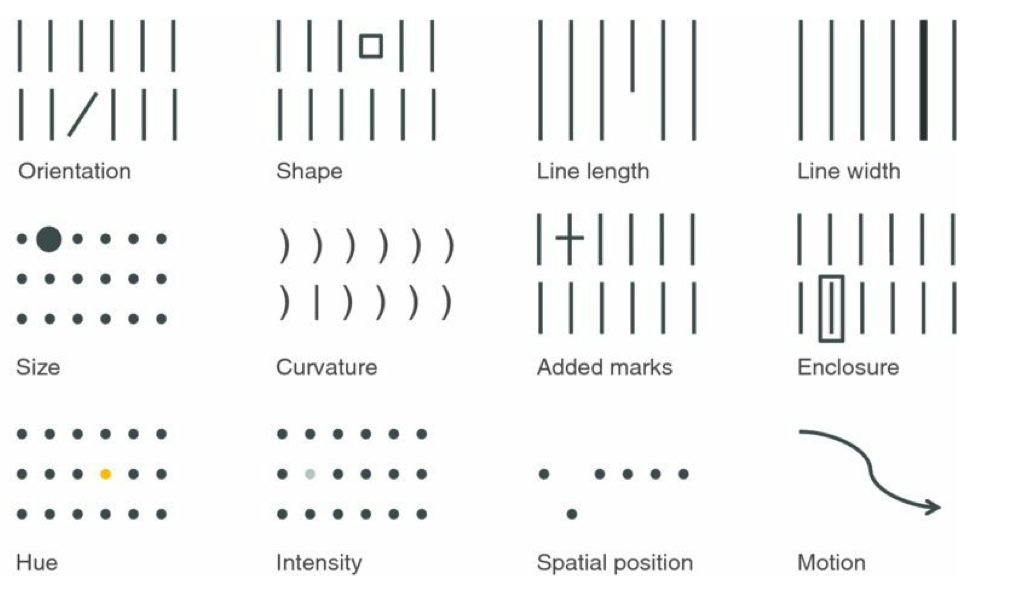 Orientation
Shape
Line length
Line width
Size
Curvature
Added marks
Enclosure
Hue
Intensity
Spatial position
Motion